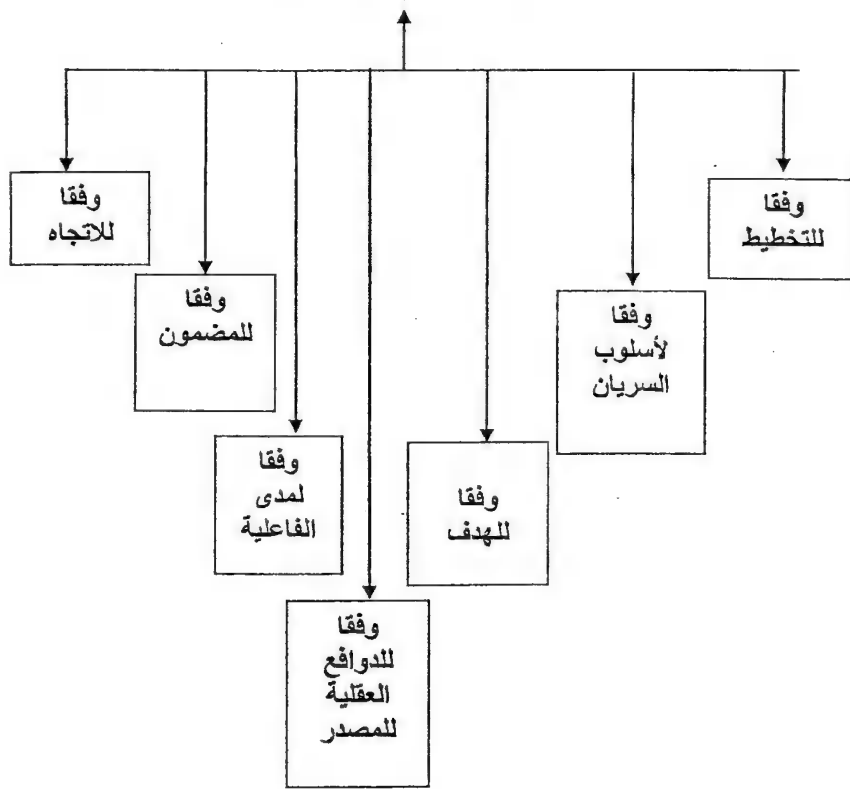 وفقا
للتخطيط
وفقا
لأسلوب
السريان
وفقا
للهدف
وفقا
للدوافع
العقلية
للمصدر
وفقا
لمدى
الفاعلية
وفقا
للمضمون
وفقا
للاتجاه